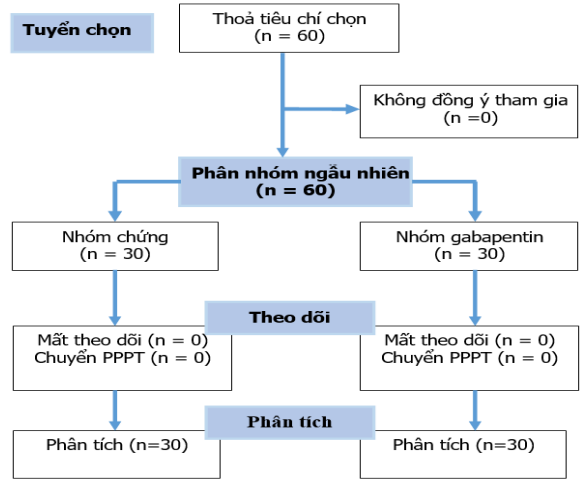 Tuyển chọn
Thoả tiêu chí chọn
(n = 60)
Không đồng ý tham gia
(n =0)
Phân nhóm ngẫu nhiên
(n = 60)
Nhóm chứng
(n = 30)
Nhóm gabapentin
(n = 30)
Theo dõi
Mất theo dõi (n = 0)
Chuyển PPPT (n = 0)
Mất theo dõi (n = 0)
Chuyển PPPT (n = 0)
Phân tích
Phân tích (n=30)
Phân tích (n=30)